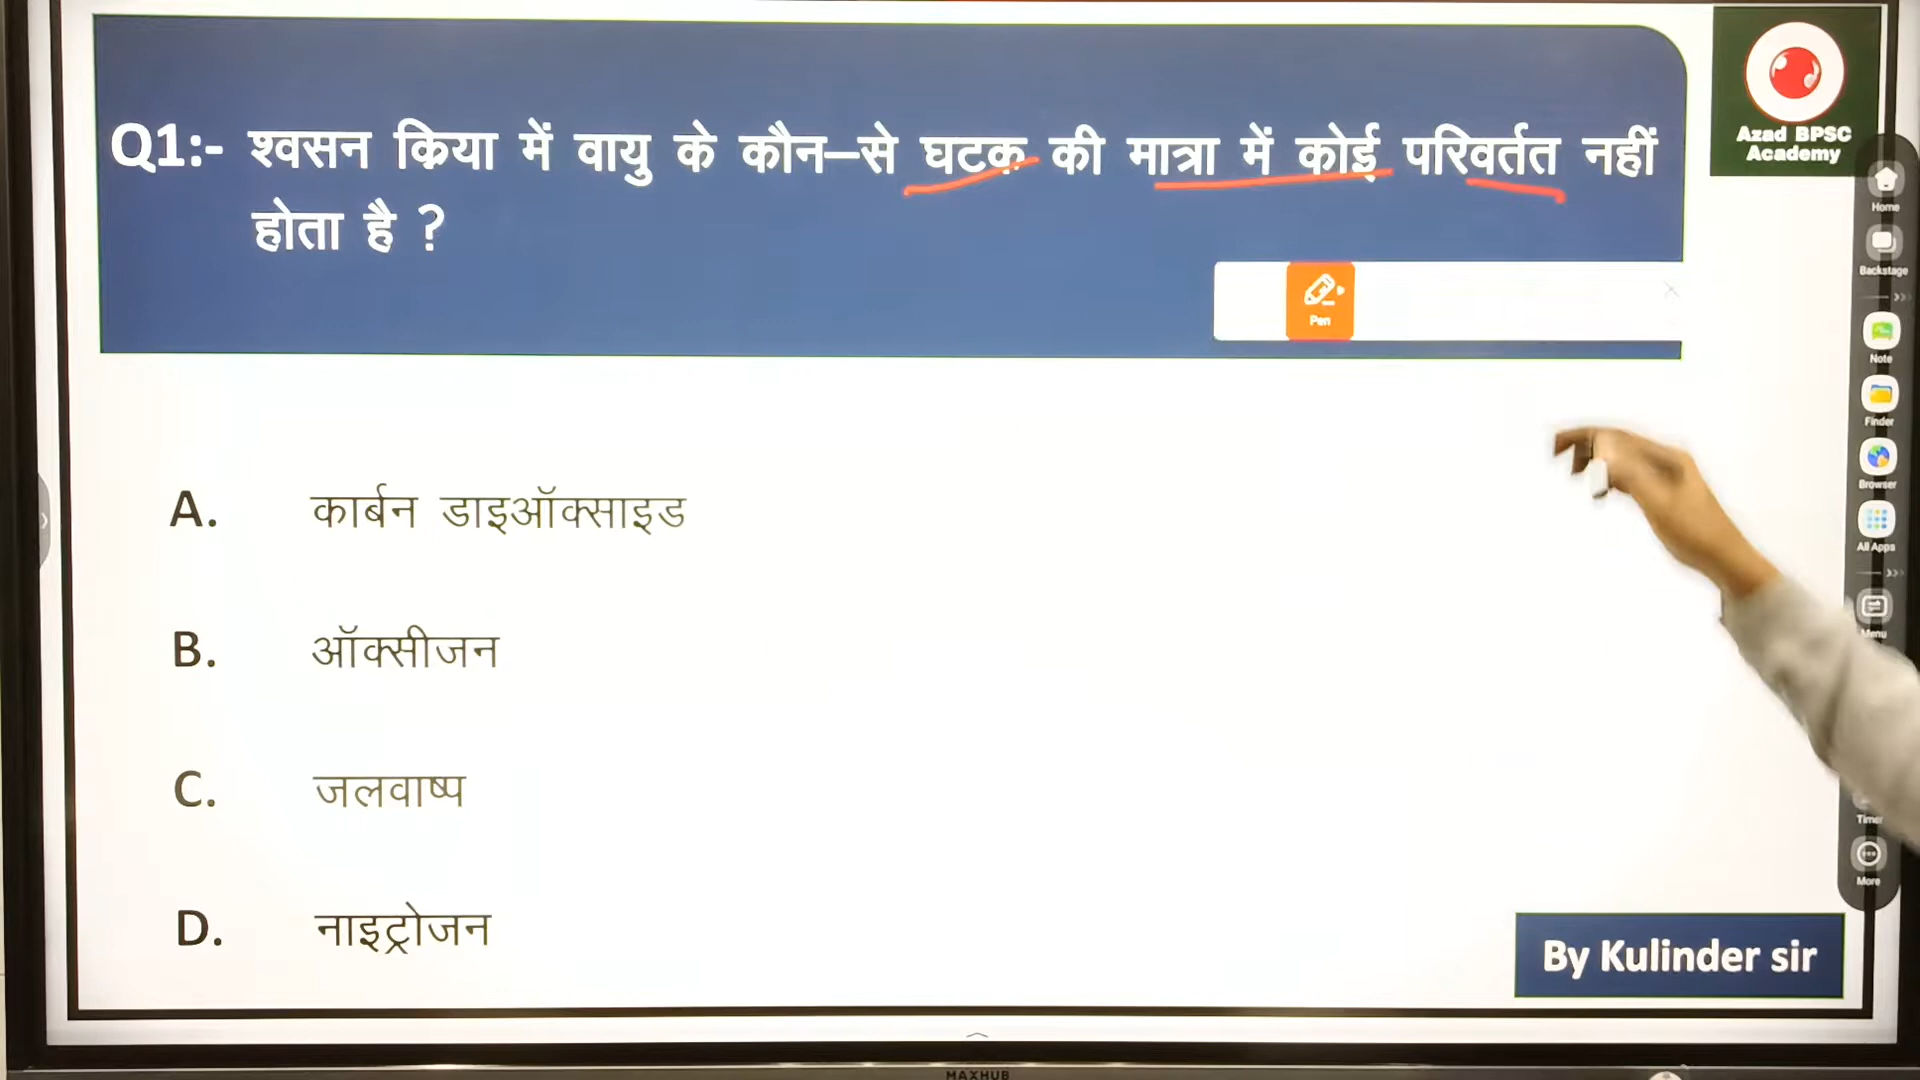 Q1:- श्वसन क्रिया में वायु के कौन–से घटक की मात्रा में कोई परिवर्तत नहीं
होता है ?
Azad BPSC
Academy
Home
Backstage
Pen
Note
Finder
Browser
All Apps
Menu
Timer
More
A. कार्बन डाइऑक्साइड
B. ऑक्सीजन
C. जलवाष्प
D. नाइट्रोजन
By Kulinder sir
MAXHUB